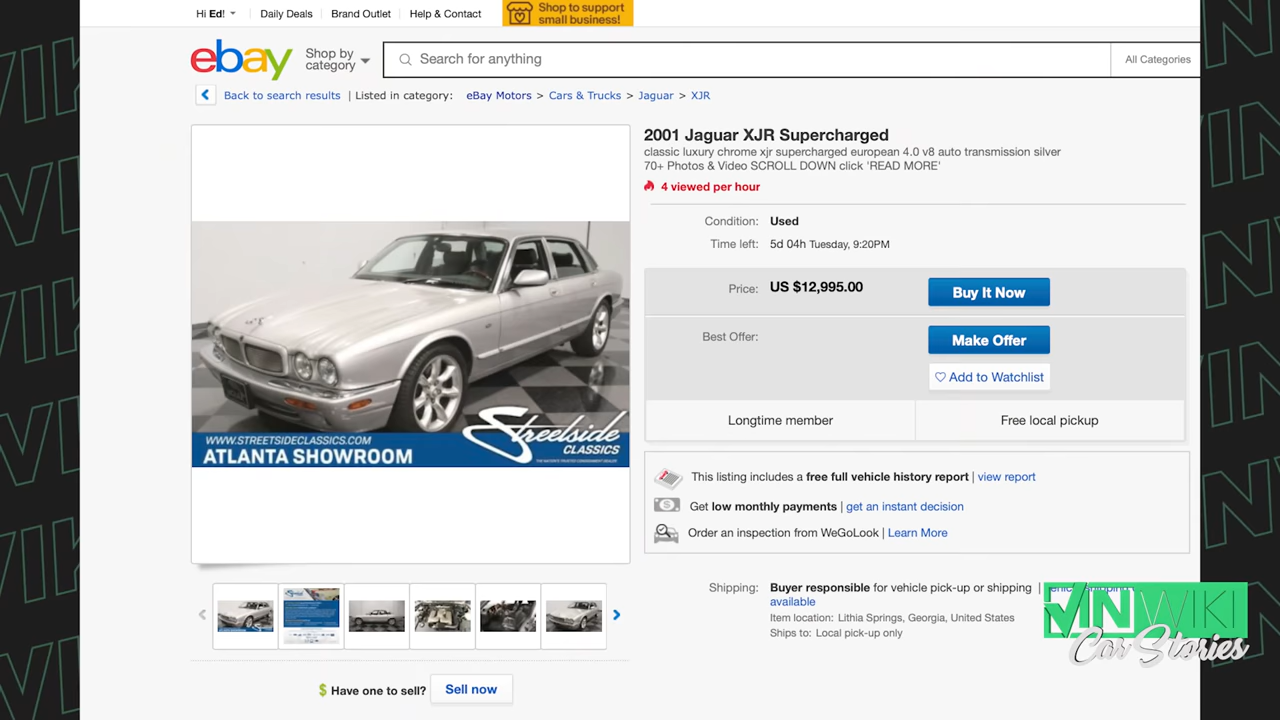 Hi Ed!
Daily Deals
Brand Outlet
Help & Contact
Shop to support
small business!
ebay
Shop by
category
Search for anything
All Categories
Back to search results | Listed in category: eBay Motors > Cars & Trucks > Jaguar > XJR
2001 Jaguar XJR Supercharged
classic luxury chrome xjr supercharged european 4.0 v8 auto transmission silver
70+ Photos & Video SCROLL DOWN click 'READ MORE'
4 viewed per hour
Condition: Used
Time left: 5d 04h Tuesday, 9:20PM
Price: US $12,995.00 Buy It Now
Best Offer: Make Offer
Add to Watchlist
Longtime member Free local pickup
WWW.STREETSIDECLASSICS.COM
ATLANTA SHOWROOM
Streetside
CLASSICS
This listing includes a free full vehicle history report | view report
Get low monthly payments | get an instant decision
Order an inspection from WeGoLook | Learn More
Shipping: Buyer responsible for vehicle pick-up or shipping |
available
Item location: Lithia Springs, Georgia, United States
Ships to: Local pick-up only
Have one to sell? Sell now
VINWIKI
Car Stories